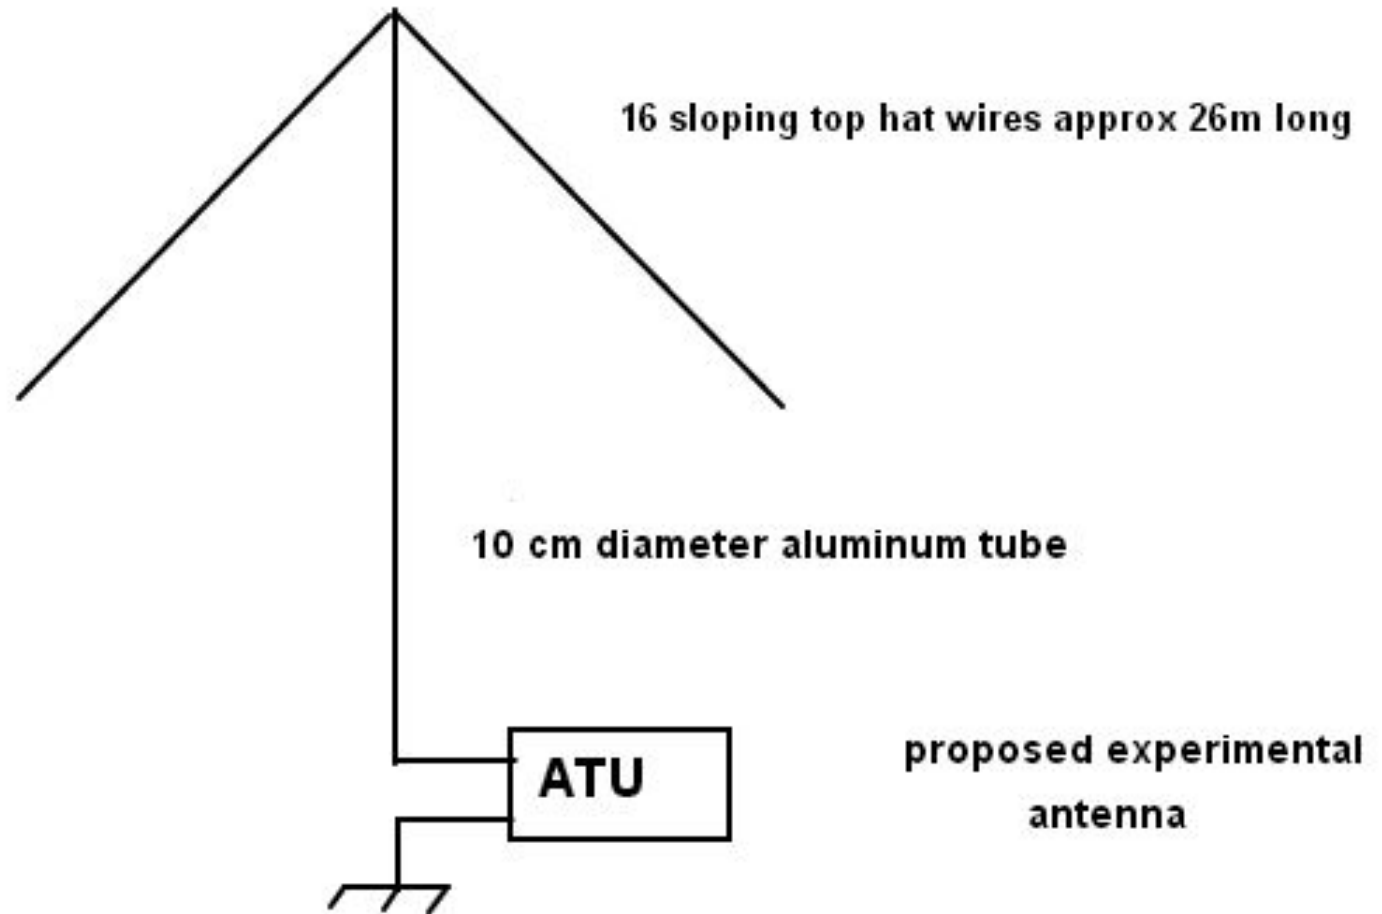 16 sloping top hat wires approx 26m long
10 cm diameter aluminum tube
ATU
proposed experimental
antenna